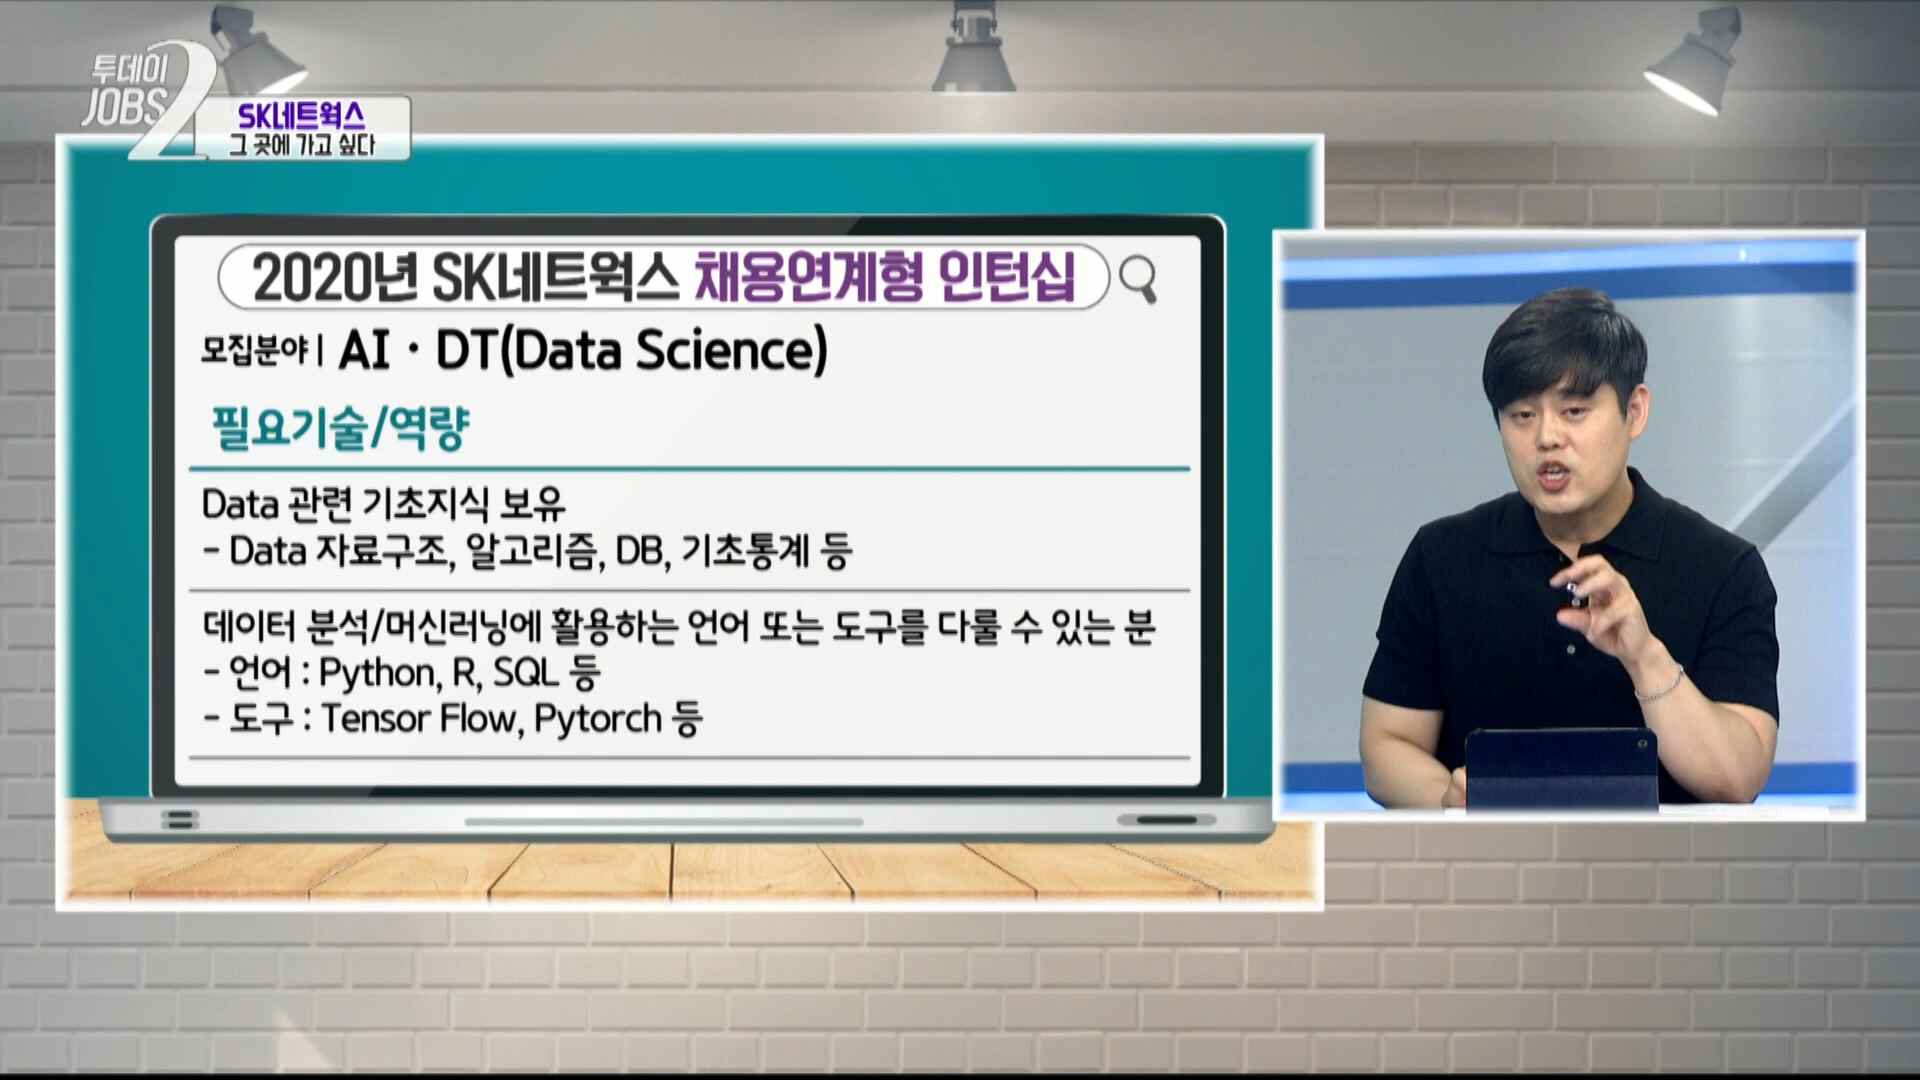 투데이
JOBS 2
SK네트웍스
그 곳에 가고 싶다
2020년 SK네트웍스 채용연계형 인턴십
모집분야 | AI · DT(Data Science)
필요기술/역량
Data 관련 기초지식 보유
- Data 자료구조, 알고리즘, DB, 기초통계 등
데이터 분석/머신러닝에 활용하는 언어 또는 도구를 다룰 수 있는 분
- 언어 : Python, R, SQL 등
- 도구 : Tensor Flow, Pytorch 등